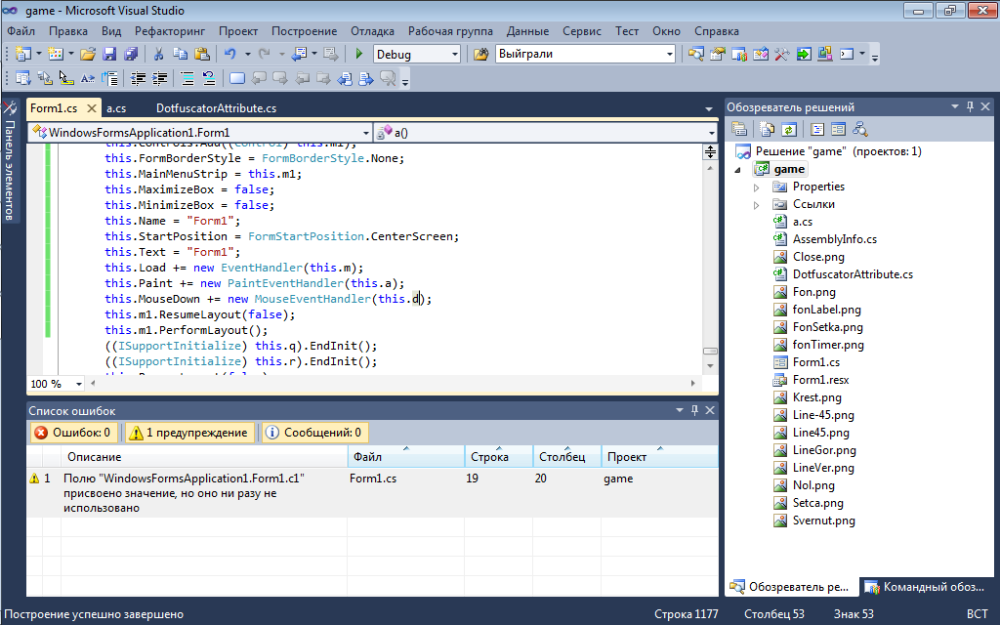 game - Microsoft Visual Studio
Файл Правка Вид Рефакторинг Проект Построение Отладка Рабочая группа Данные Сервис Тест Окно Справка
Debug Выйграли
Панель элементов
Form1.cs a.cs DotfuscatorAttribute.cs
WindowsFormsApplication1.Form1 a()
this.Controls.Add((Control) this.m1);
this.FormBorderStyle = FormBorderStyle.None;
this.MainMenuStrip = this.m1;
this.MaximizeBox = false;
this.MinimizeBox = false;
this.Name = "Form1";
this.StartPosition = FormStartPosition.CenterScreen;
this.Text = "Form1";
this.Load += new EventHandler(this.m);
this.Paint += new PaintEventHandler(this.a);
this.MouseDown += new MouseEventHandler(this.d);
this.m1.ResumeLayout(false);
this.m1.PerformLayout();
((ISupportInitialize) this.q).EndInit();
((ISupportInitialize) this.r).EndInit();
100 %
Список ошибок
Ошибок: 0 1 предупреждение Сообщений: 0
Описание Файл Строка Столбец Проект
1 Полю "WindowsFormsApplication1.Form1.c1" Form1.cs 19 20 game
присвоено значение, но оно ни разу не
использовано
Обозреватель решений
Решение "game" (проектов: 1)
game
Properties
Ссылки
a.cs
AssemblyInfo.cs
Close.png
DotfuscatorAttribute.cs
Fon.png
fonLabel.png
FonSetka.png
fonTimer.png
Form1.cs
Form1.resx
Krest.png
Line-45.png
Line45.png
LineGor.png
LineVer.png
Nol.png
Setca.png
Svernut.png
Обозреватель ре... Командный обоз...
Построение успешно завершено Строка 1177 Столбец 53 Знак 53 ВСТ